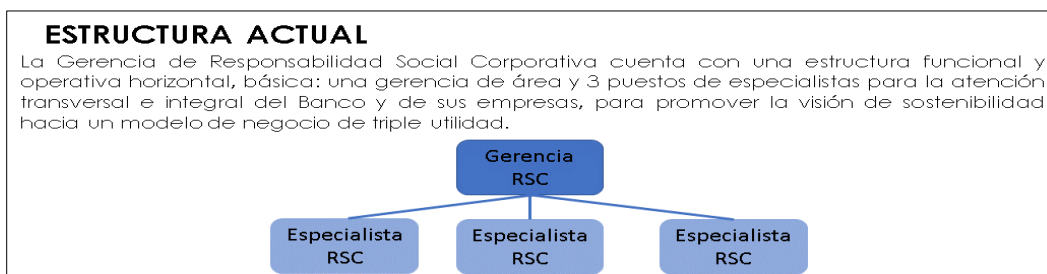 ESTRUCTURA ACTUAL
La Gerencia de Responsabilidad Social Corporativa cuenta con una estructura funcional y
operativa horizontal, básica: una gerencia de área y 3 puestos de especialistas para la atención
transversal e integral del Banco y de sus empresas, para promover la visión de sostenibilidad
hacia un modelo de negocio de triple utilidad.
Gerencia
RSC
Especialista
RSC
Especialista
RSC
Especialista
RSC